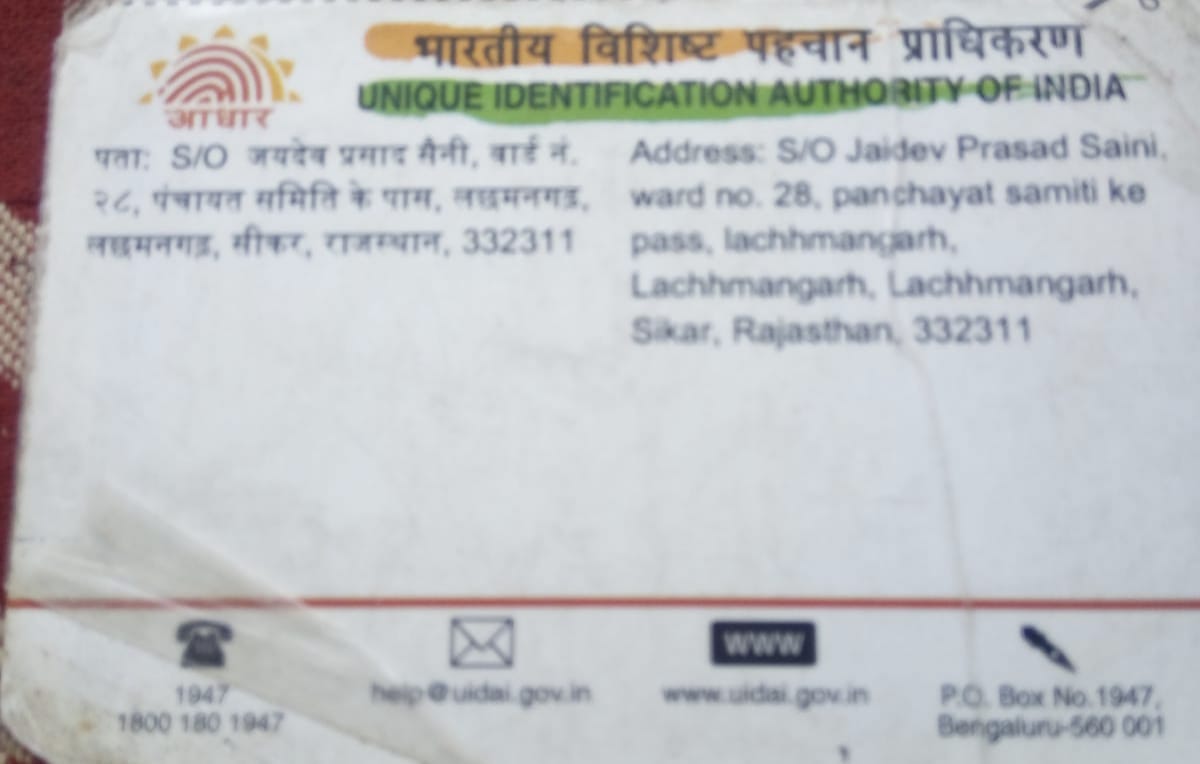 भारतीय विशिष्ट पहचान प्राधिकरण
UNIQUE IDENTIFICATION AUTHORITY OF INDIA
आधार
पता: S/O जयदेव प्रसाद सैनी, वार्ड नं.
२८, पंचायत समिति के पास, लछमनगड़,
लछमनगड़, सीकर, राजस्थान, 332311
Address: S/O Jaidev Prasad Saini,
ward no. 28, panchayat samiti ke
pass, lachhmangarh,
Lachhmangarh, Lachhmangarh,
Sikar, Rajasthan, 332311
1947
1800 180 1947
help@uidai.gov.in
www
www.uidai.gov.in
P.O. Box No.1947,
Bengaluru-560 001